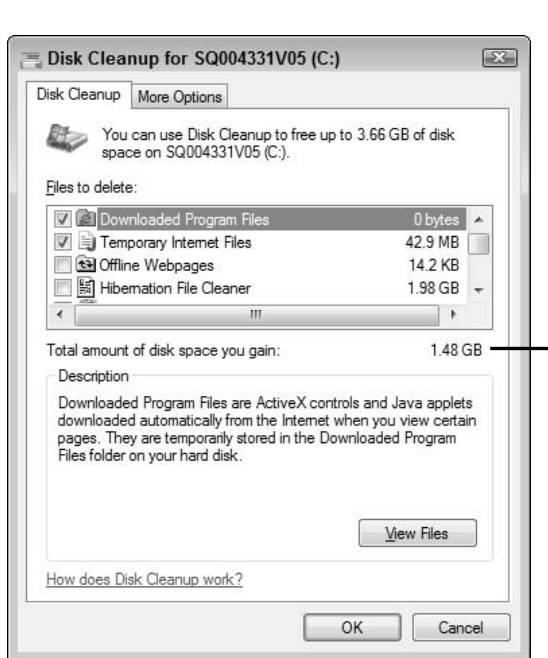 Disk Cleanup for SQ004331V05 (C:)
Disk Cleanup
More Options
You can use Disk Cleanup to free up to 3.66 GB of disk
space on SQ004331V05 (C:).
Files to delete:
Downloaded Program Files 0 bytes
Temporary Internet Files 42.9 MB
Offline Webpages 14.2 KB
Hibernation File Cleaner 1.98 GB
Total amount of disk space you gain: 1.48 GB
Description
Downloaded Program Files are ActiveX controls and Java applets
downloaded automatically from the Internet when you view certain
pages. They are temporarily stored in the Downloaded Program
Files folder on your hard disk.
View Files
How does Disk Cleanup work?
OK
Cancel